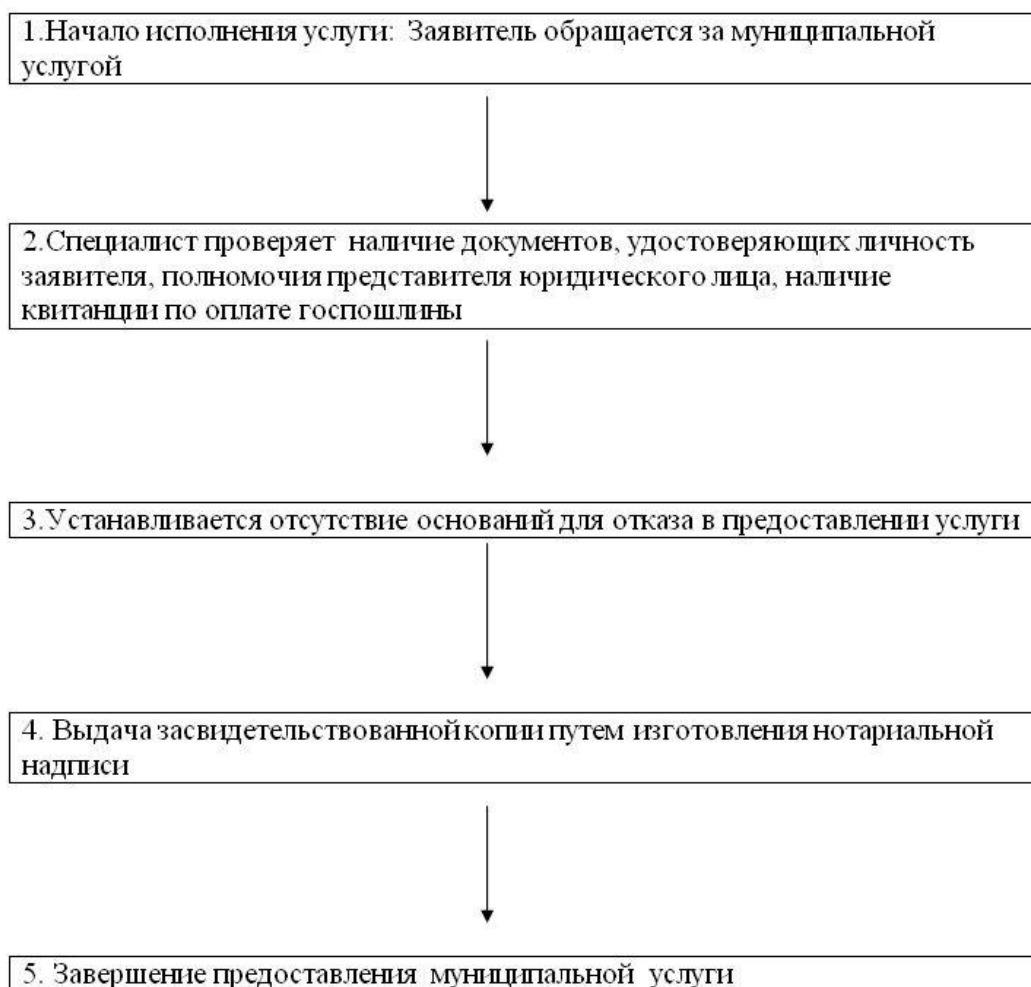 1.Начало исполнения услуги: Заявитель обращается за муниципальной
услугой
2.Специалист проверяет наличие документов, удостоверяющих личность
заявителя, полномочия представителя юридического лица, наличие
квитанции по оплате госпошлины
3.Устанавливается отсутствие оснований для отказа в предоставлении услуги
4. Выдача засвидетельствованной копии путем изготовления нотариальной
надписи
5. Завершение предоставления муниципальной услуги